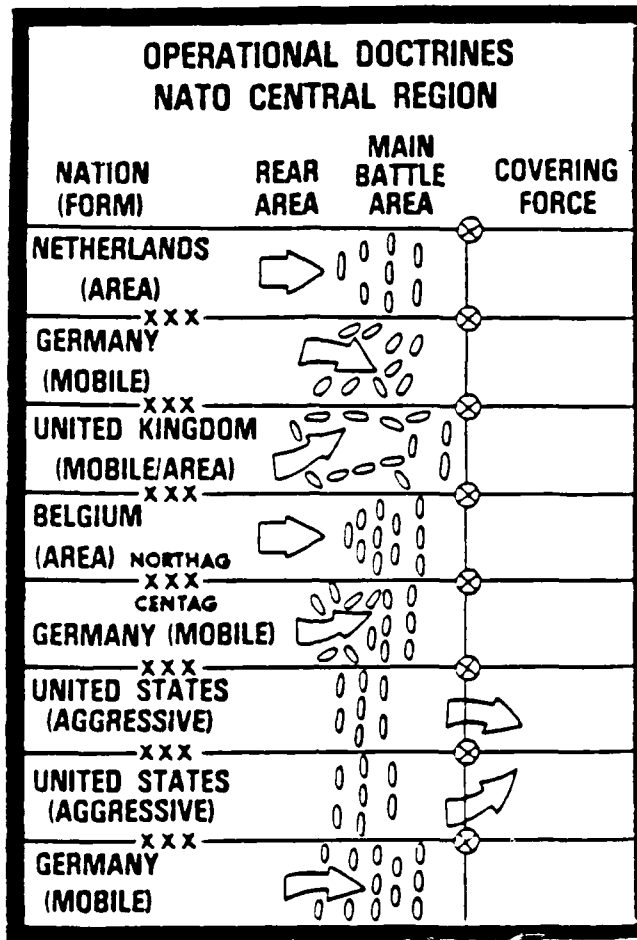 OPERATIONAL DOCTRINES
NATO CENTRAL REGION
NATION
(FORM)
REAR
AREA
MAIN
BATTLE
AREA
COVERING
FORCE
NETHERLANDS
(AREA)
XXX
GERMANY
(MOBILE)
XXX
UNITED KINGDOM
(MOBILE/AREA)
XXX
BELGIUM
(AREA) NORTHAG
XXX
CENTAG
GERMANY (MOBILE)
XXX
UNITED STATES
(AGGRESSIVE)
XXX
UNITED STATES
(AGGRESSIVE)
XXX
GERMANY
(MOBILE)